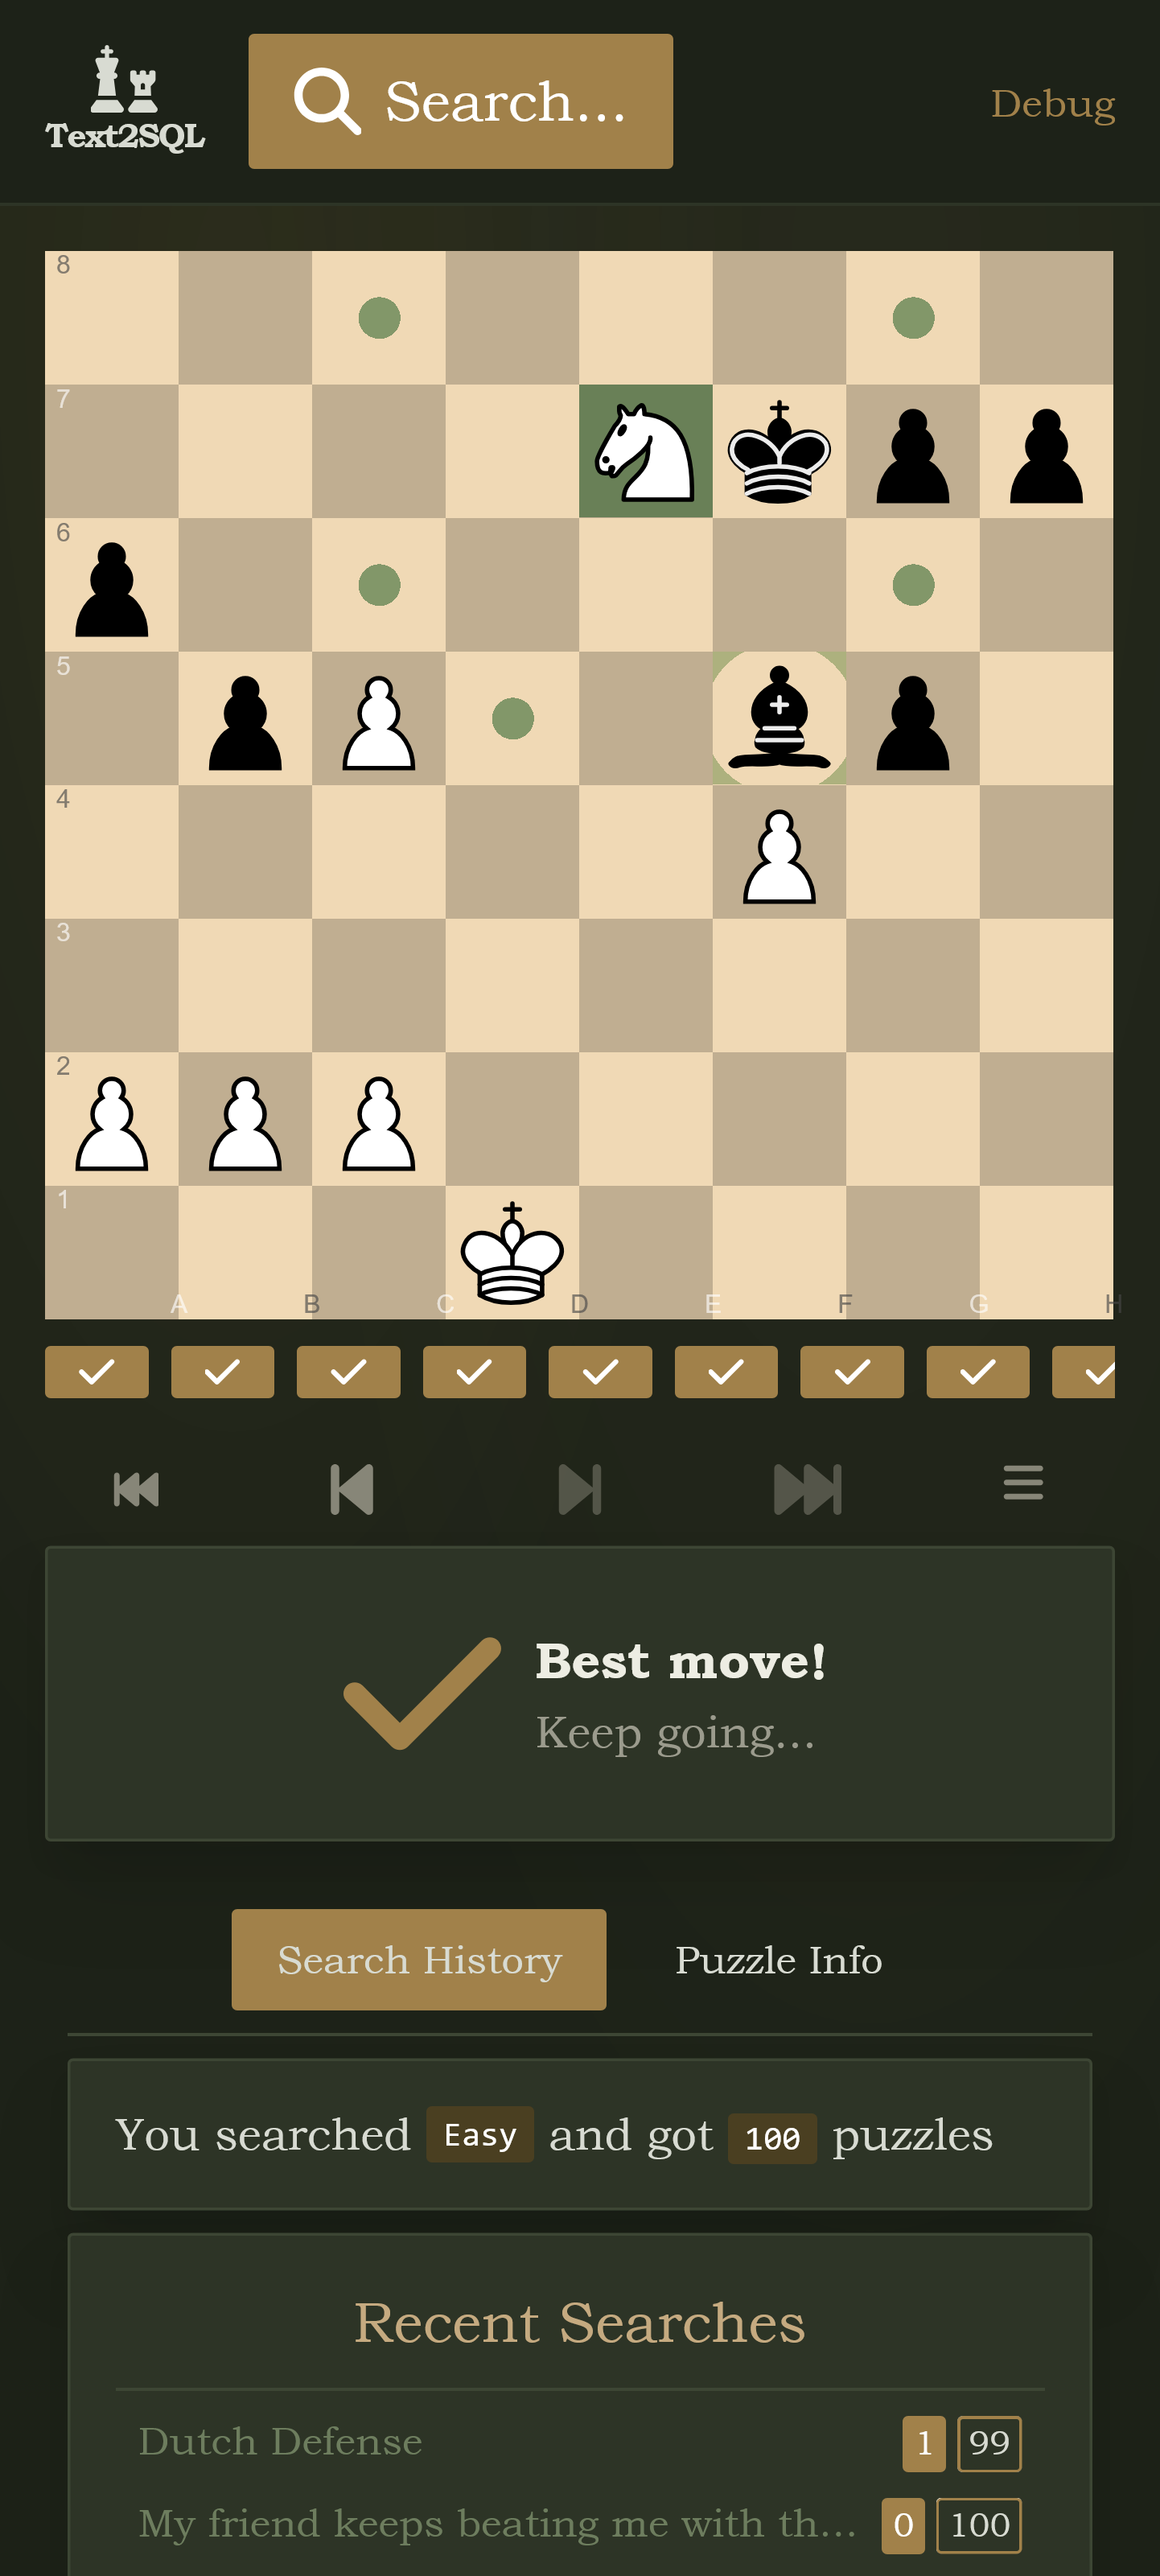 Text2SQL
Search...
Debug
8
7
6
5
4
3
2
1
A B C D E F G H
Best move!
Keep going...
Search History
Puzzle Info
You searched Easy and got 100 puzzles
Recent Searches
Dutch Defense 1 99
My friend keeps beating me with th... 0 100